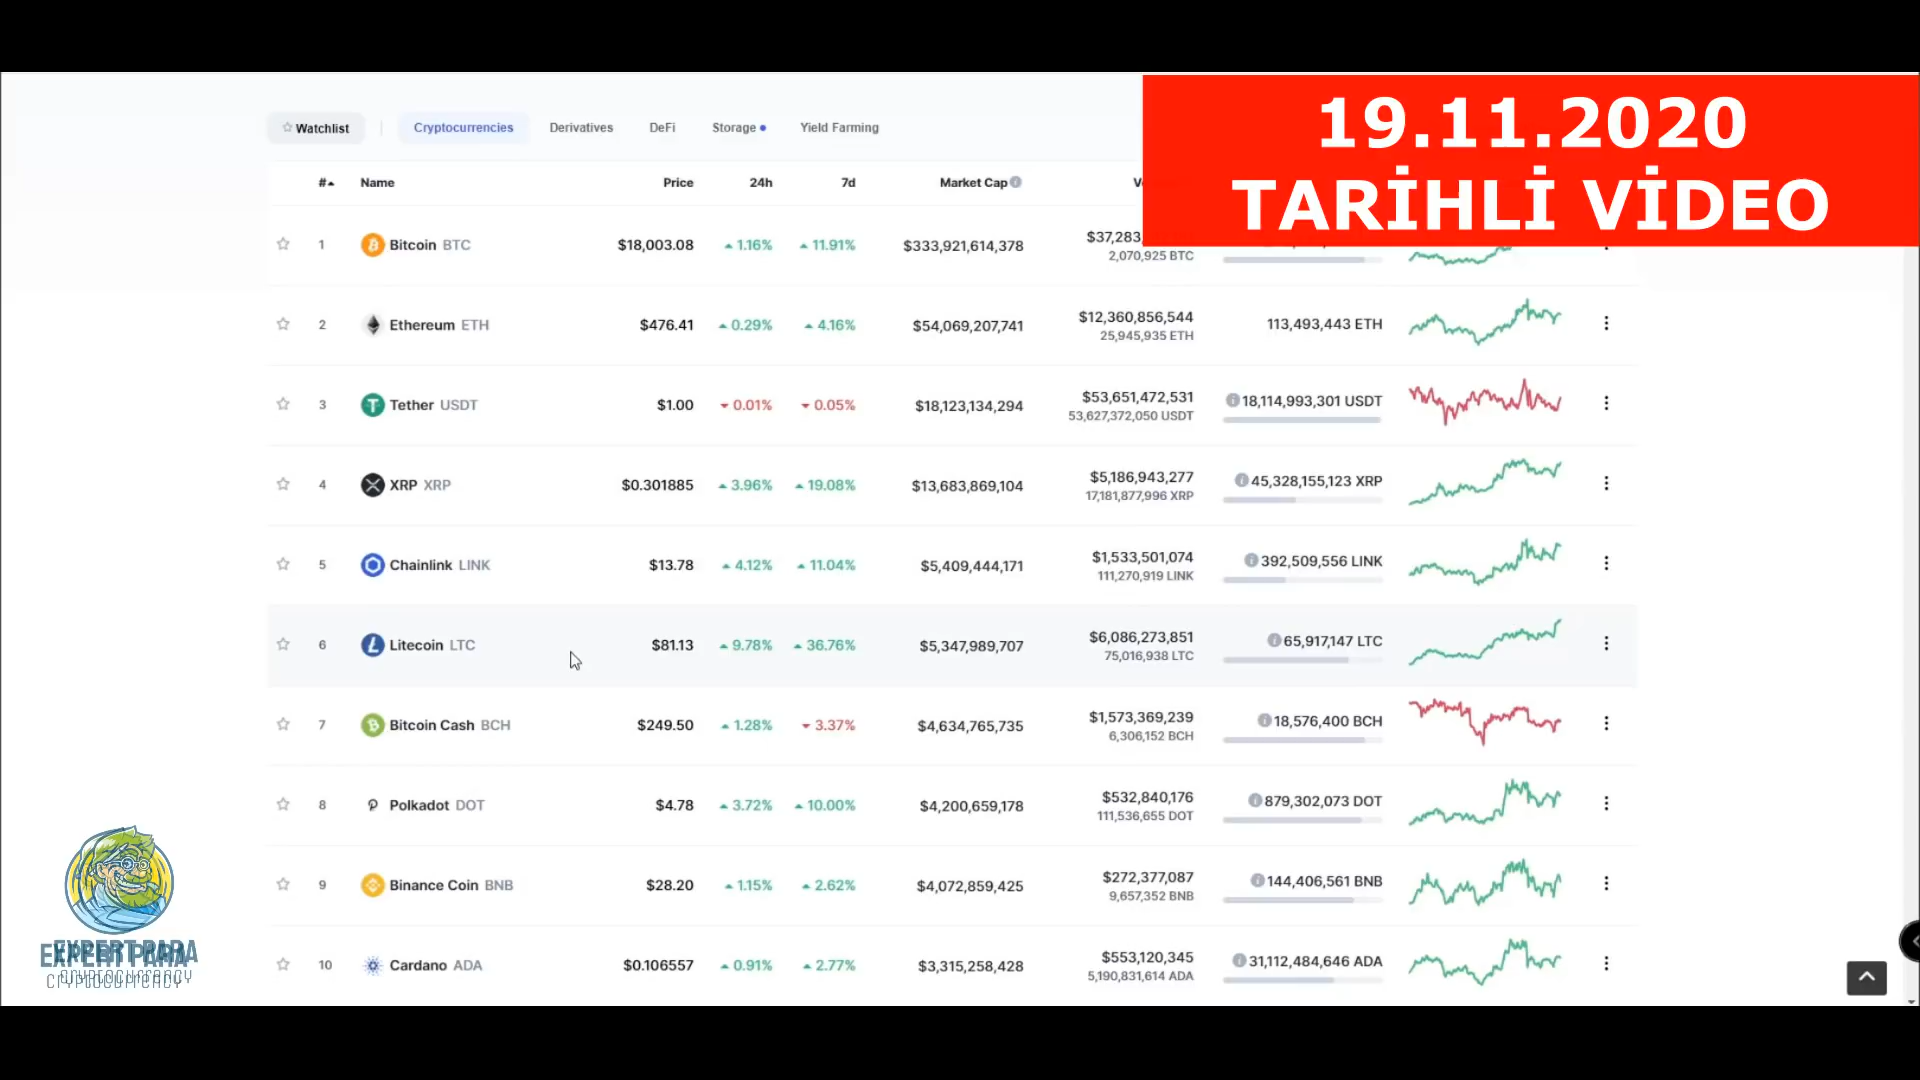 19.11.2020
TARİHLİ VİDEO
Watchlist Cryptocurrencies Derivatives DeFi Storage Yield Farming
# Name Price 24h 7d Market Cap
1 Bitcoin BTC $18,003.08 1.16% 11.91% $333,921,614,378 $37,283,
2,070,925 BTC
2 Ethereum ETH $476.41 0.29% 4.16% $54,069,207,741 $12,360,856,544 113,493,443 ETH
25,945,935 ETH
3 Tether USDT $1.00 0.01% 0.05% $18,123,134,294 $53,651,472,531 18,114,993,301 USDT
53,627,372,050 USDT
4 XRP XRP $0.301885 3.96% 19.08% $13,683,869,104 $5,186,943,277 45,328,155,123 XRP
17,181,877,996 XRP
5 Chainlink LINK $13.78 4.12% 11.04% $5,409,444,171 $1,533,501,074 392,509,556 LINK
111,270,919 LINK
6 Litecoin LTC $81.13 9.78% 36.76% $5,347,989,707 $6,086,273,851 65,917,147 LTC
75,016,938 LTC
7 Bitcoin Cash BCH $249.50 1.28% 3.37% $4,634,765,735 $1,573,369,239 18,576,400 BCH
6,306,152 BCH
8 Polkadot DOT $4.78 3.72% 10.00% $4,200,659,178 $532,840,176 879,302,073 DOT
111,536,655 DOT
9 Binance Coin BNB $28.20 1.15% 2.62% $4,072,859,425 $272,377,087 144,406,561 BNB
9,657,352 BNB
10 Cardano ADA $0.106557 0.91% 2.77% $3,315,258,428 $553,120,345 31,112,484,646 ADA
5,190,831,614 ADA
EXPERT PARA
CRYPTOCURRENCY